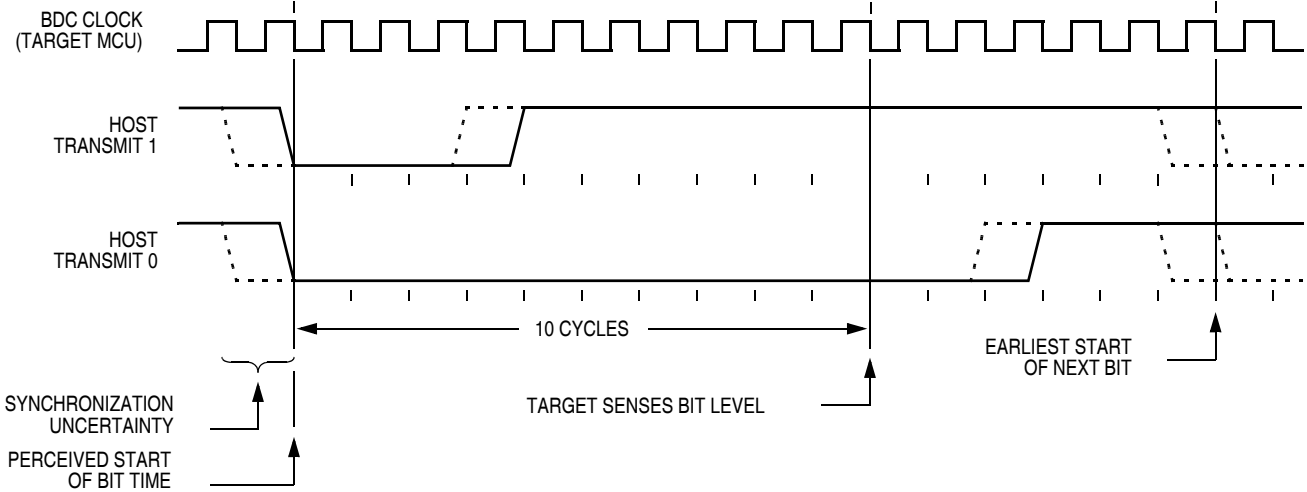 BDC CLOCK
(TARGET MCU)
HOST
TRANSMIT 1
HOST
TRANSMIT 0
10 CYCLES
EARLIEST START
OF NEXT BIT
SYNCHRONIZATION
UNCERTAINTY
TARGET SENSES BIT LEVEL
PERCEIVED START
OF BIT TIME